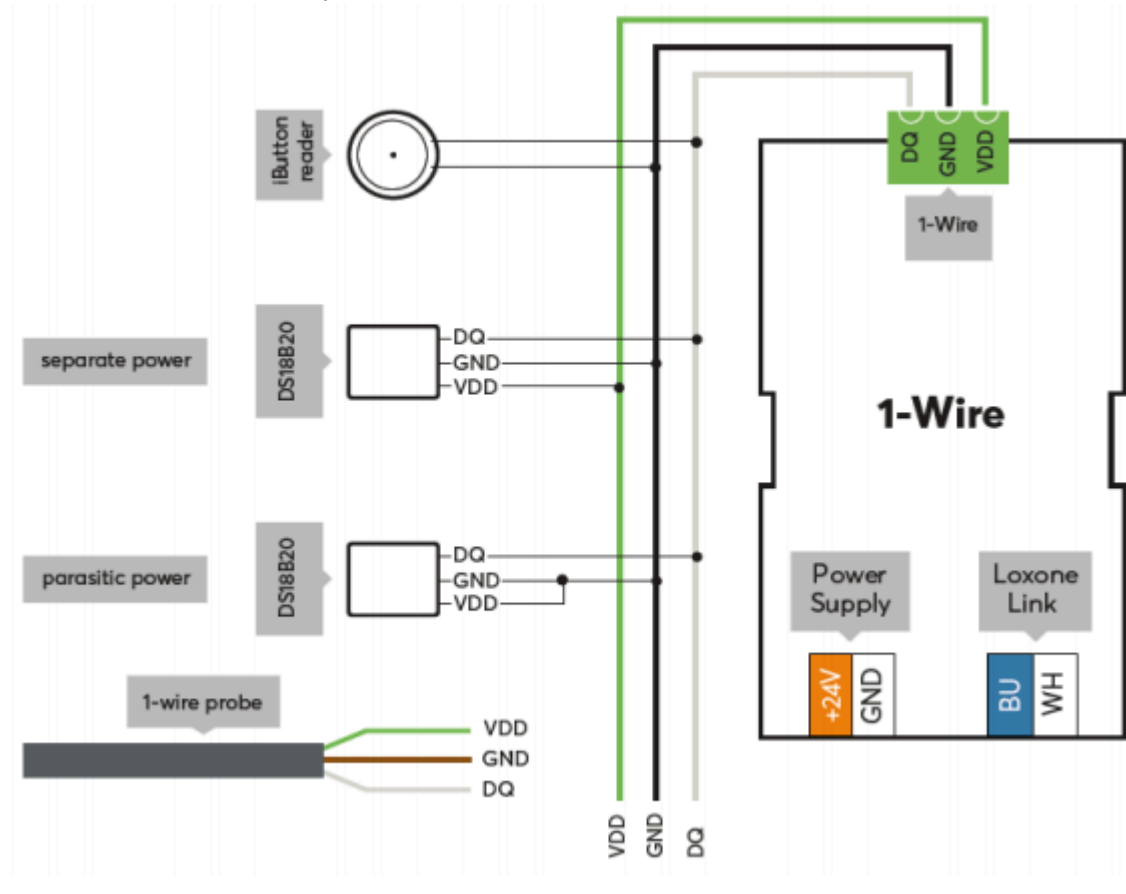 iButton
reader
DQ
GND
VDD
1-Wire
separate power
DS18B20
DQ
GND
VDD
1-Wire
parasitic power
DS18B20
DQ
GND
VDD
Power
Supply
Loxone
Link
+24V
GND
BU
WH
1-wire probe
VDD
GND
DQ
VDD
GND
DQ